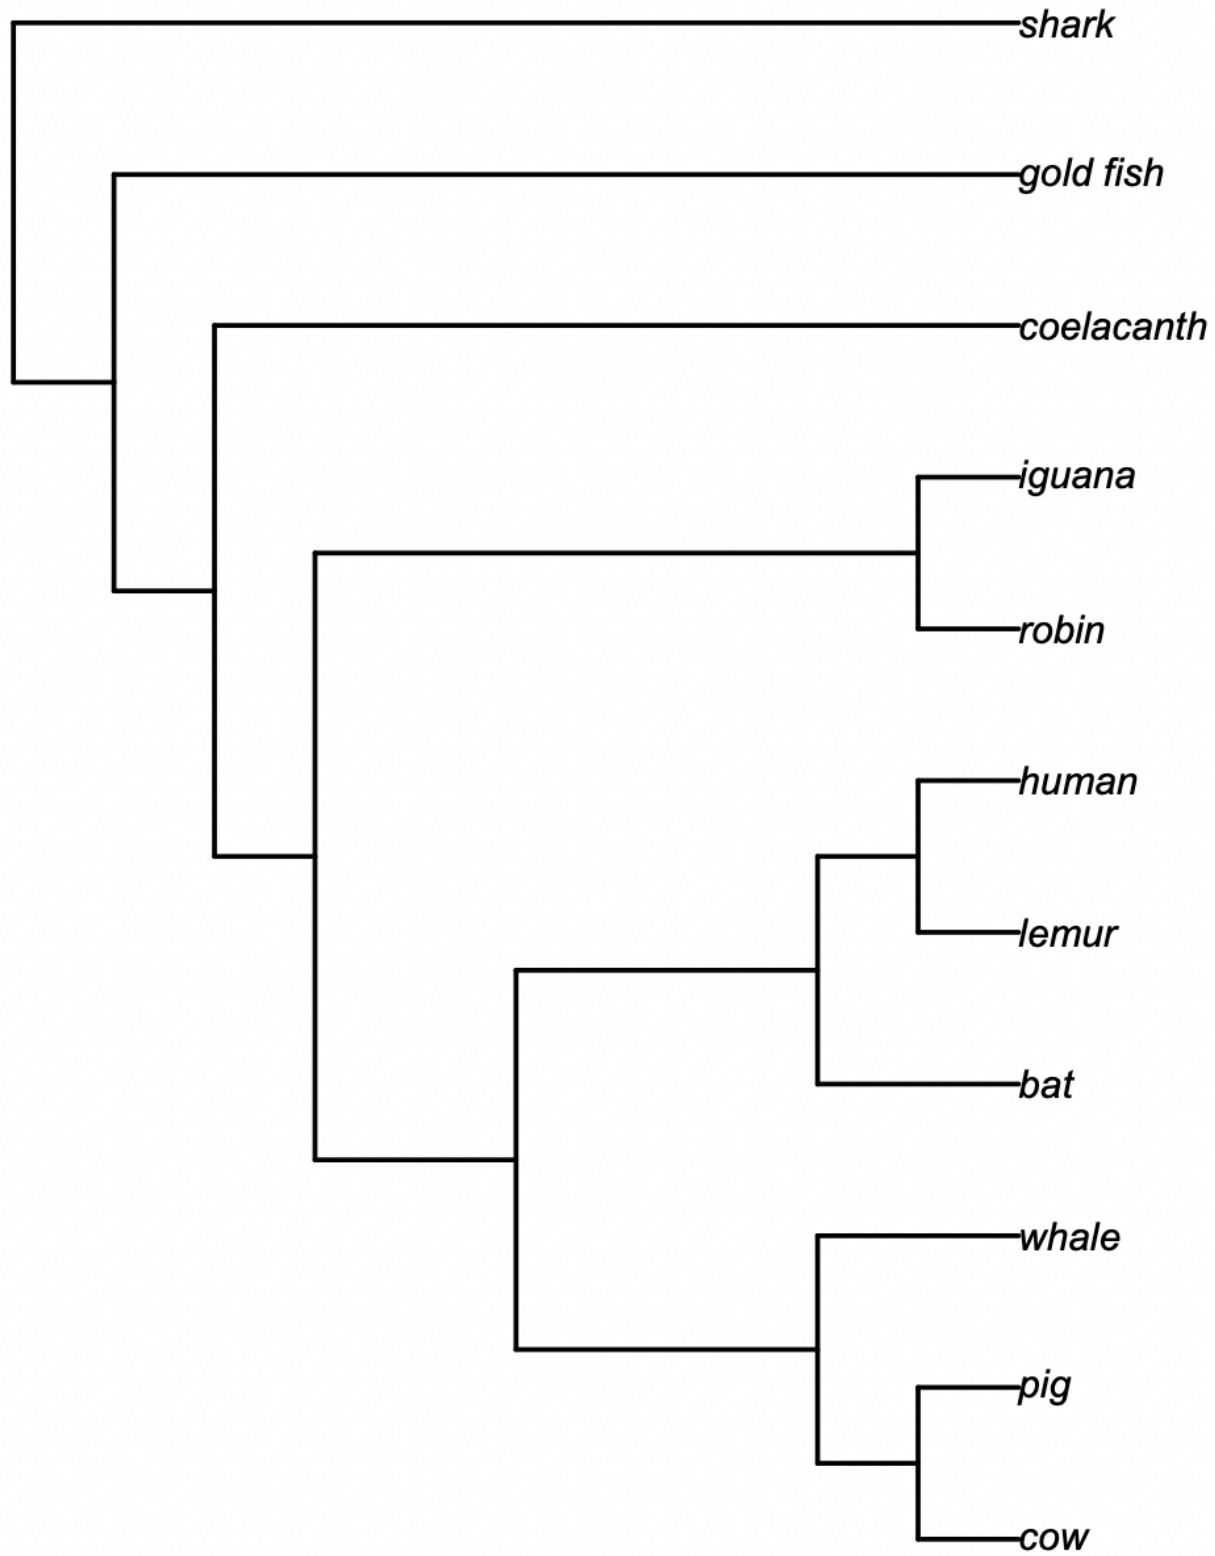 shark
gold fish
coelacanth
iguana
robin
human
lemur
bat
whale
pig
cow